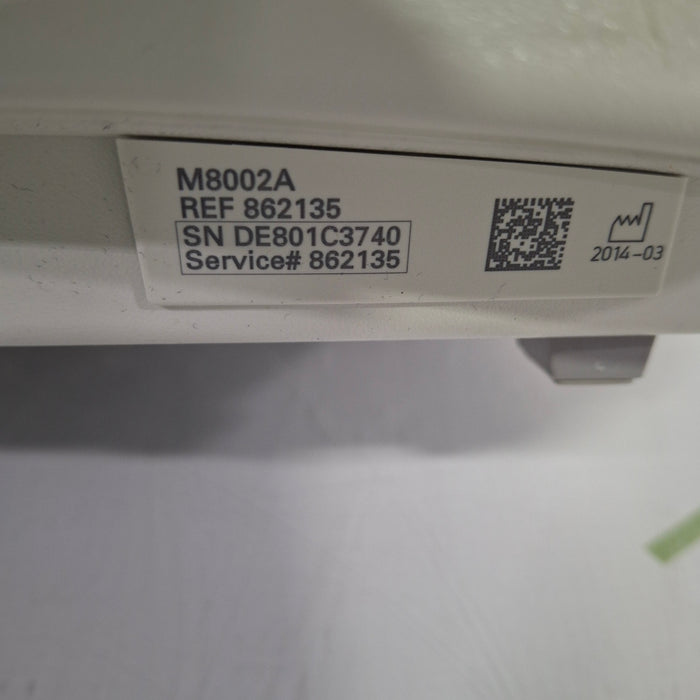 M8002A
REF 862135
SN DE801C3740
Service# 862135
2014-03